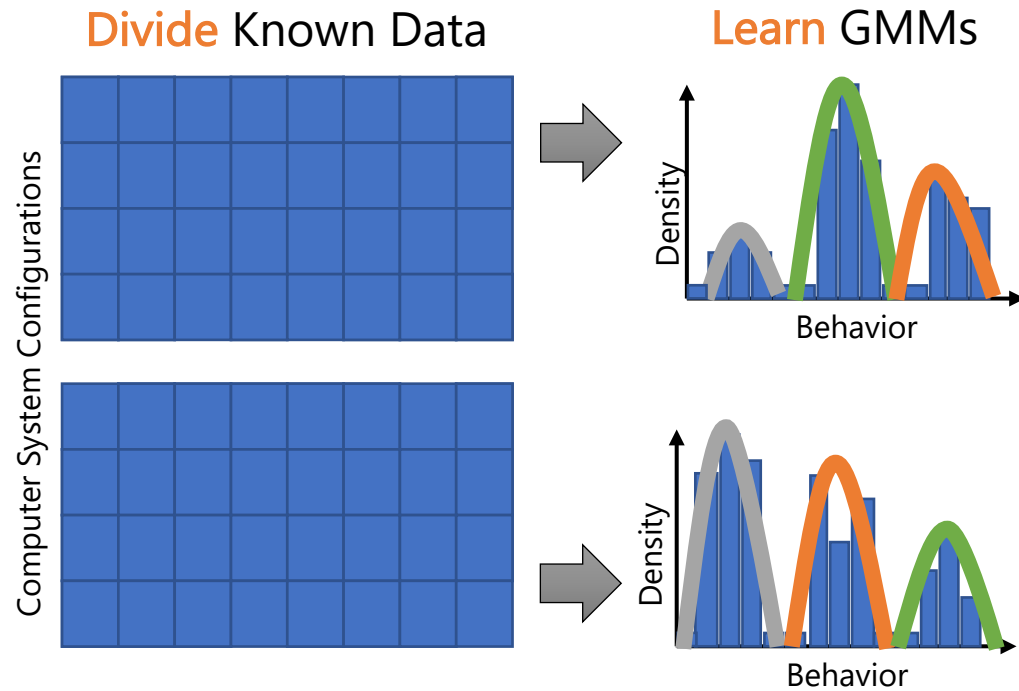 Divide Known Data
Learn GMMs
Computer System Configurations
Density
Behavior
Density
Behavior